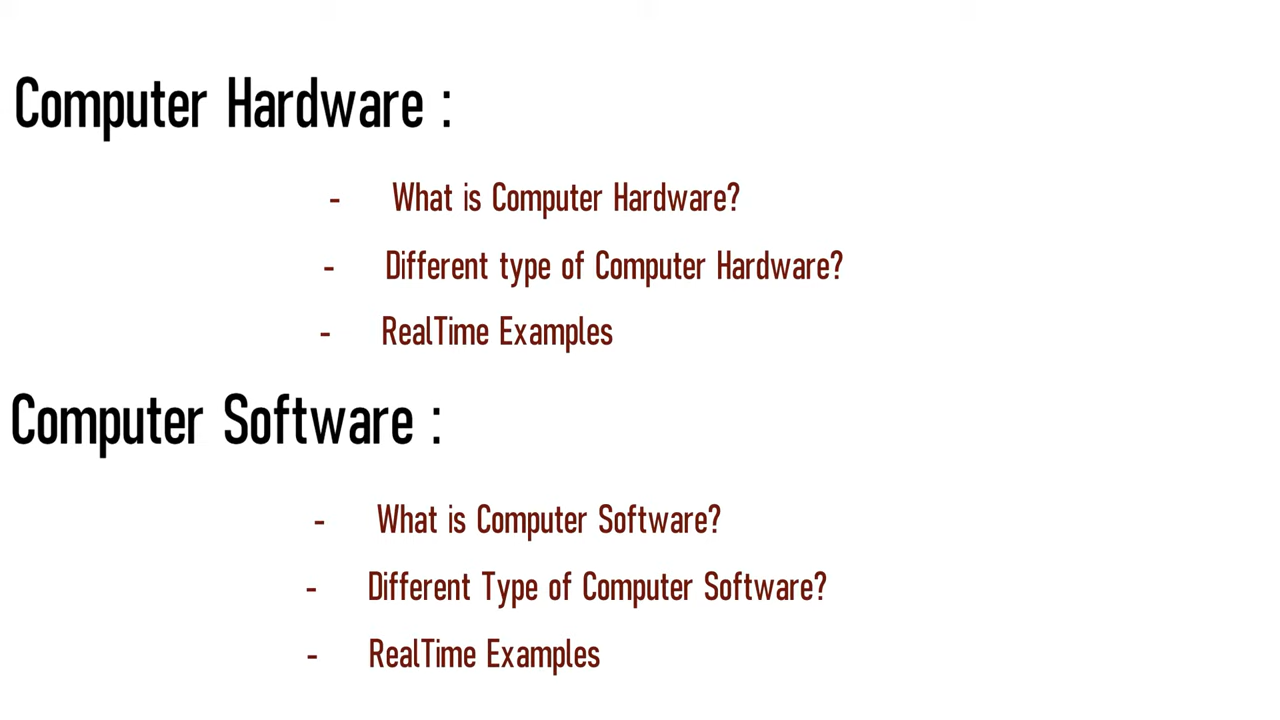 Computer Hardware :
- What is Computer Hardware?
- Different type of Computer Hardware?
- RealTime Examples
Computer Software :
- What is Computer Software?
- Different Type of Computer Software?
- RealTime Examples